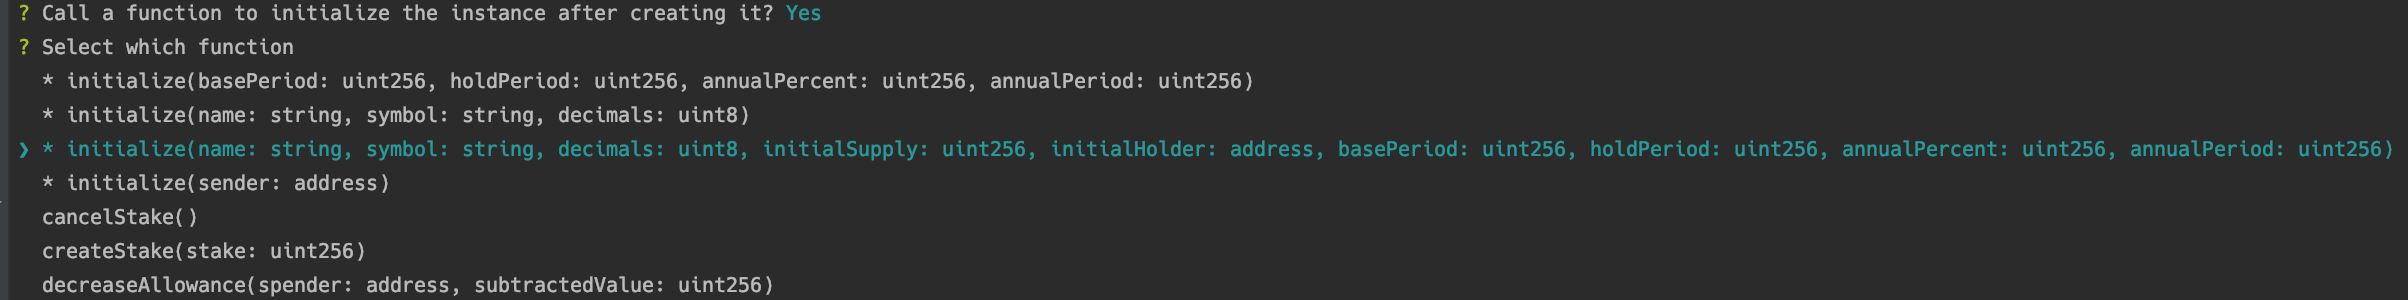 ? Call a function to initialize the instance after creating it? Yes
? Select which function
* initialize(basePeriod: uint256, holdPeriod: uint256, annualPercent: uint256, annualPeriod: uint256)
* initialize(name: string, symbol: string, decimals: uint8)
❯ * initialize(name: string, symbol: string, decimals: uint8, initialSupply: uint256, initialHolder: address, basePeriod: uint256, holdPeriod: uint256, annualPercent: uint256, annualPeriod: uint256)
* initialize(sender: address)
cancelStake()
createStake(stake: uint256)
decreaseAllowance(spender: address, subtractedValue: uint256)